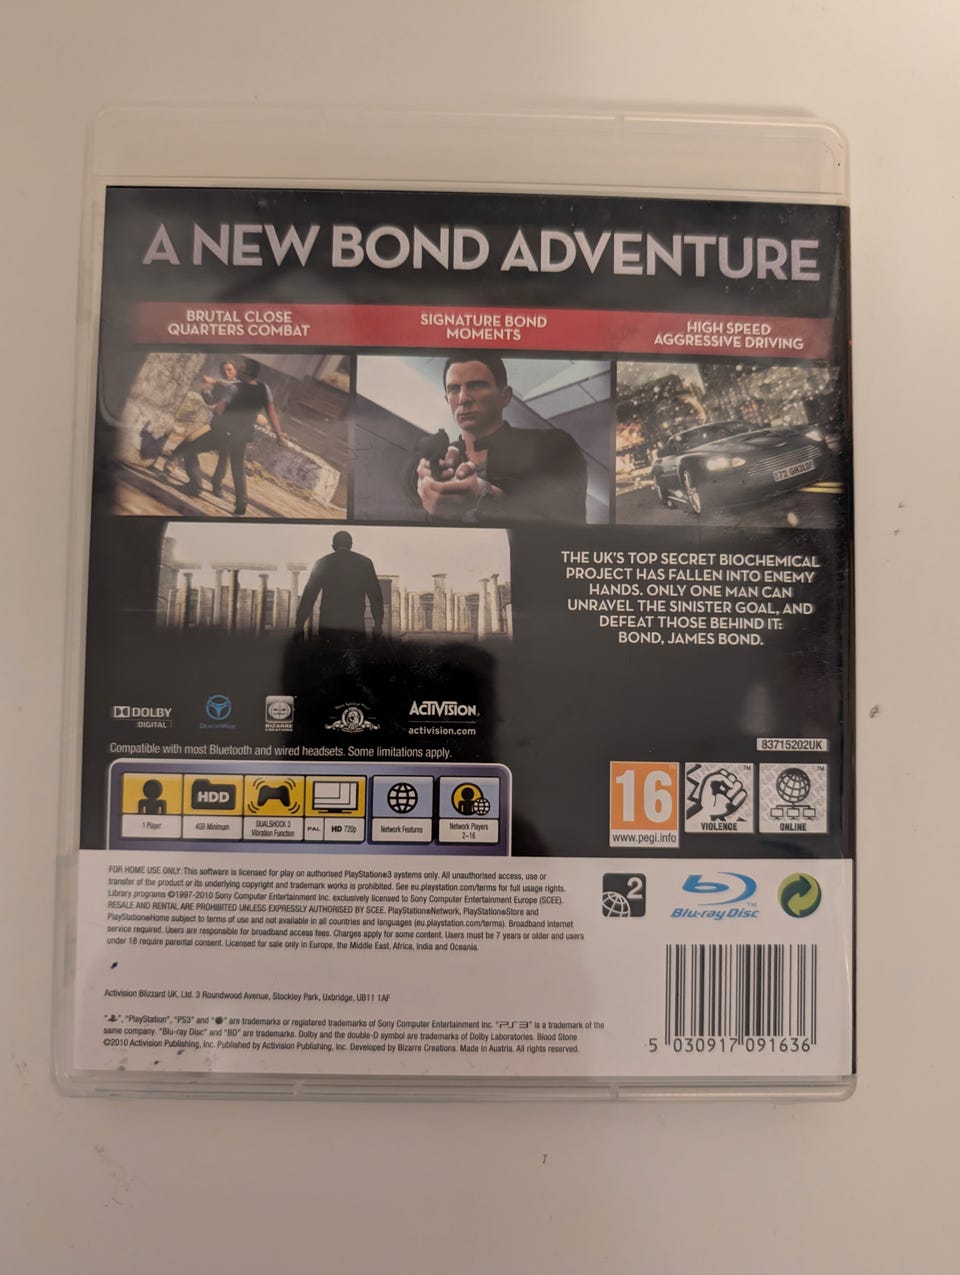 A NEW BOND ADVENTURE
BRUTAL CLOSE
QUARTERS COMBAT
SIGNATURE BOND
MOMENTS
HIGH SPEED
AGGRESSIVE DRIVING
THE UK'S TOP SECRET BIOCHEMICAL
PROJECT HAS FALLEN INTO ENEMY
HANDS. ONLY ONE MAN CAN
UNRAVEL THE SINISTER GOAL, AND
DEFEAT THOSE BEHIND IT:
BOND, JAMES BOND.
DOLBY
DIGITAL
DEMONWARE
BIZARRE
CREATIONS
ACTIVISION
activision.com
Compatible with most Bluetooth and wired headsets. Some limitations apply.
83715202UK
HDD
1 Player
4GB Minimum
DUALSHOCK 3
Vibration Function
PAL
HD 720p
Network Features
Network Players
2-16
16
www.pegi.info
VIOLENCE
ONLINE
FOR HOME USE ONLY: This software is licensed for play on authorised PlayStation®3 systems only. All unauthorised access, use or
transfer of the product or its underlying copyright and trademark works is prohibited. See eu.playstation.com/terms for full usage rights.
Library programs ©1997-2010 Sony Computer Entertainment Inc. exclusively licensed to Sony Computer Entertainment Europe (SCEE).
RESALE AND RENTAL ARE PROHIBITED UNLESS EXPRESSLY AUTHORISED BY SCEE. PlayStation®Network, PlayStation®Store and
PlayStation®Home subject to terms of use and not available in all countries and languages (eu.playstation.com/terms). Broadband internet
service required. Users are responsible for broadband access fees. Charges apply for some content. Users must be 7 years or older and users
under 18 require parental consent. Licensed for sale only in Europe, the Middle East, Africa, India and Oceania.
2
Blu-ray Disc™
Activision Blizzard UK, Ltd. 3 Roundwood Avenue, Stockley Park, Uxbridge, UB11 1AF
"PlayStation", "PS3" and " " are trademarks or registered trademarks of Sony Computer Entertainment Inc. "PS3" is a trademark of the
same company. "Blu-ray Disc" and "BD" are trademarks. Dolby and the double-D symbol are trademarks of Dolby Laboratories. Blood Stone
©2010 Activision Publishing, Inc. Published by Activision Publishing, Inc. Developed by Bizarre Creations. Made in Austria. All rights reserved.
5 030917 091636